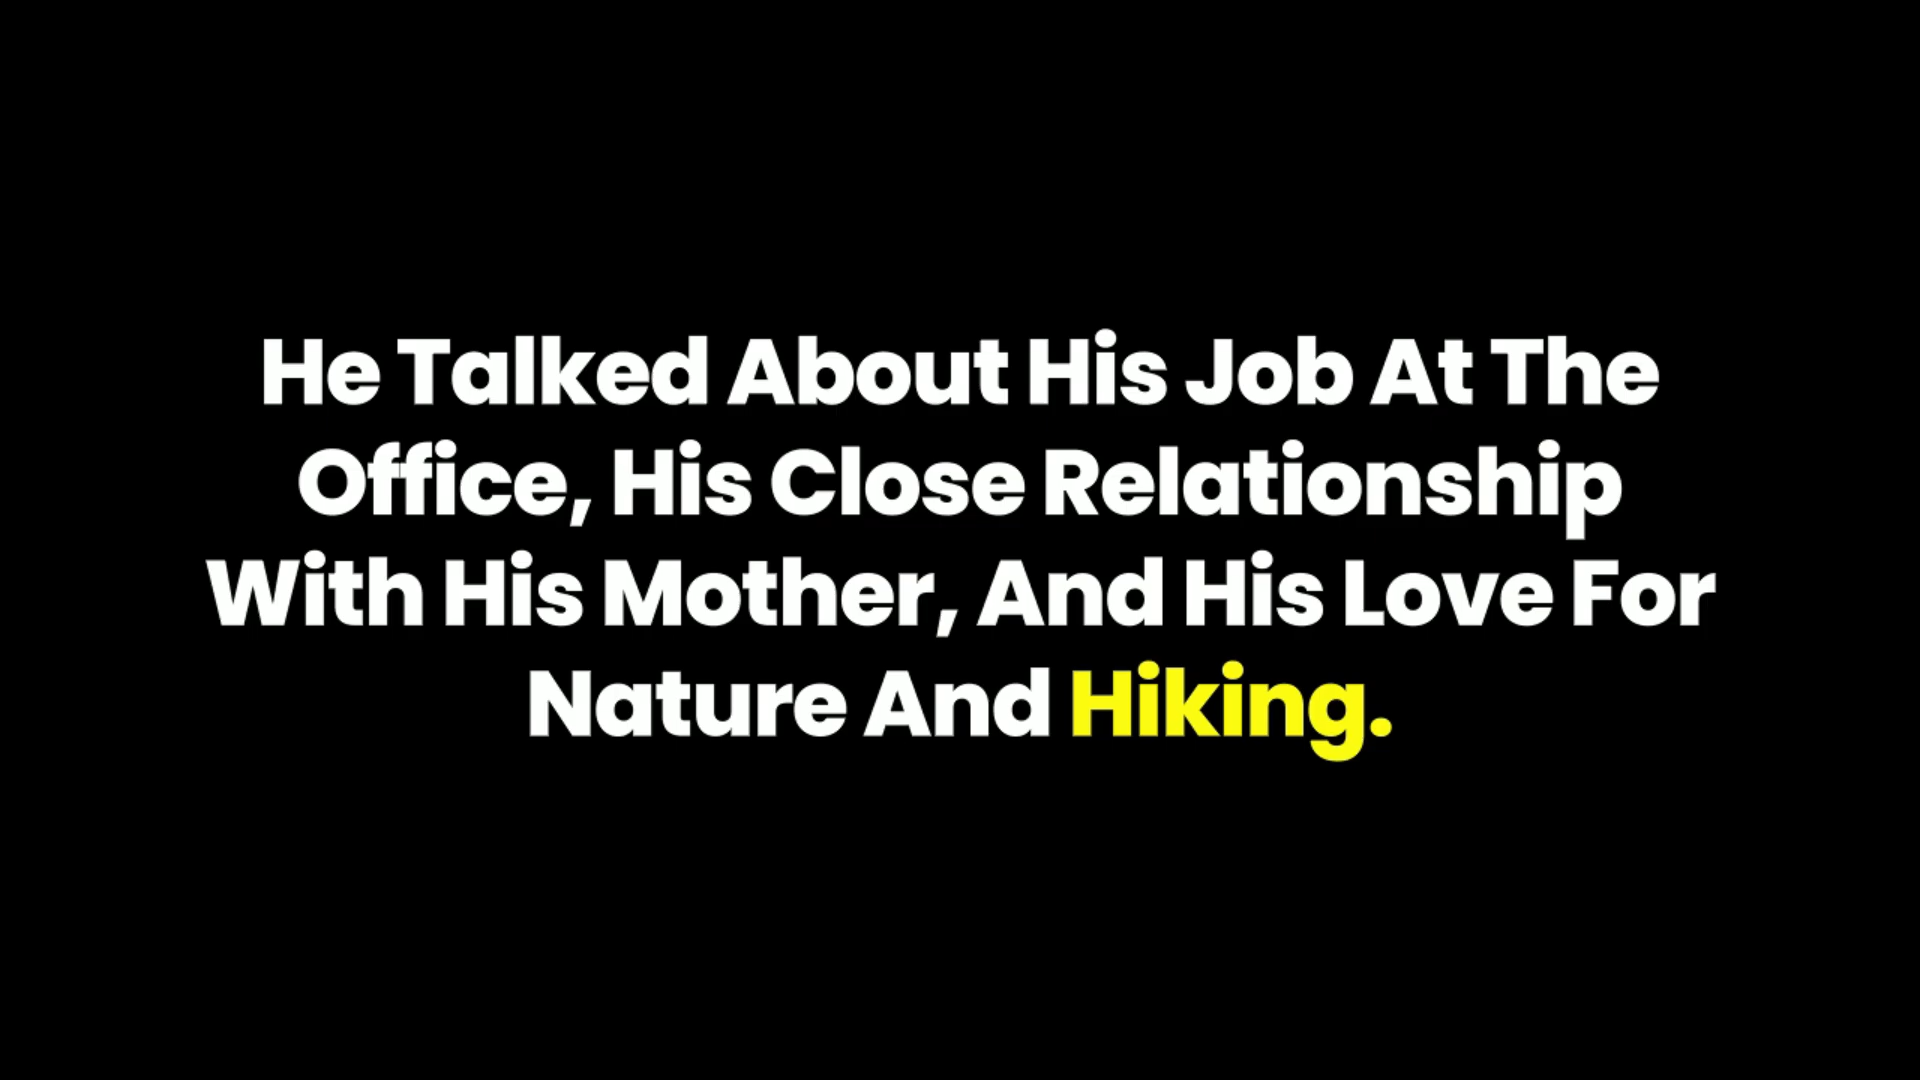 He Talked About His Job At The
Office, His Close Relationship
With His Mother, And His Love For
Nature And Hiking.